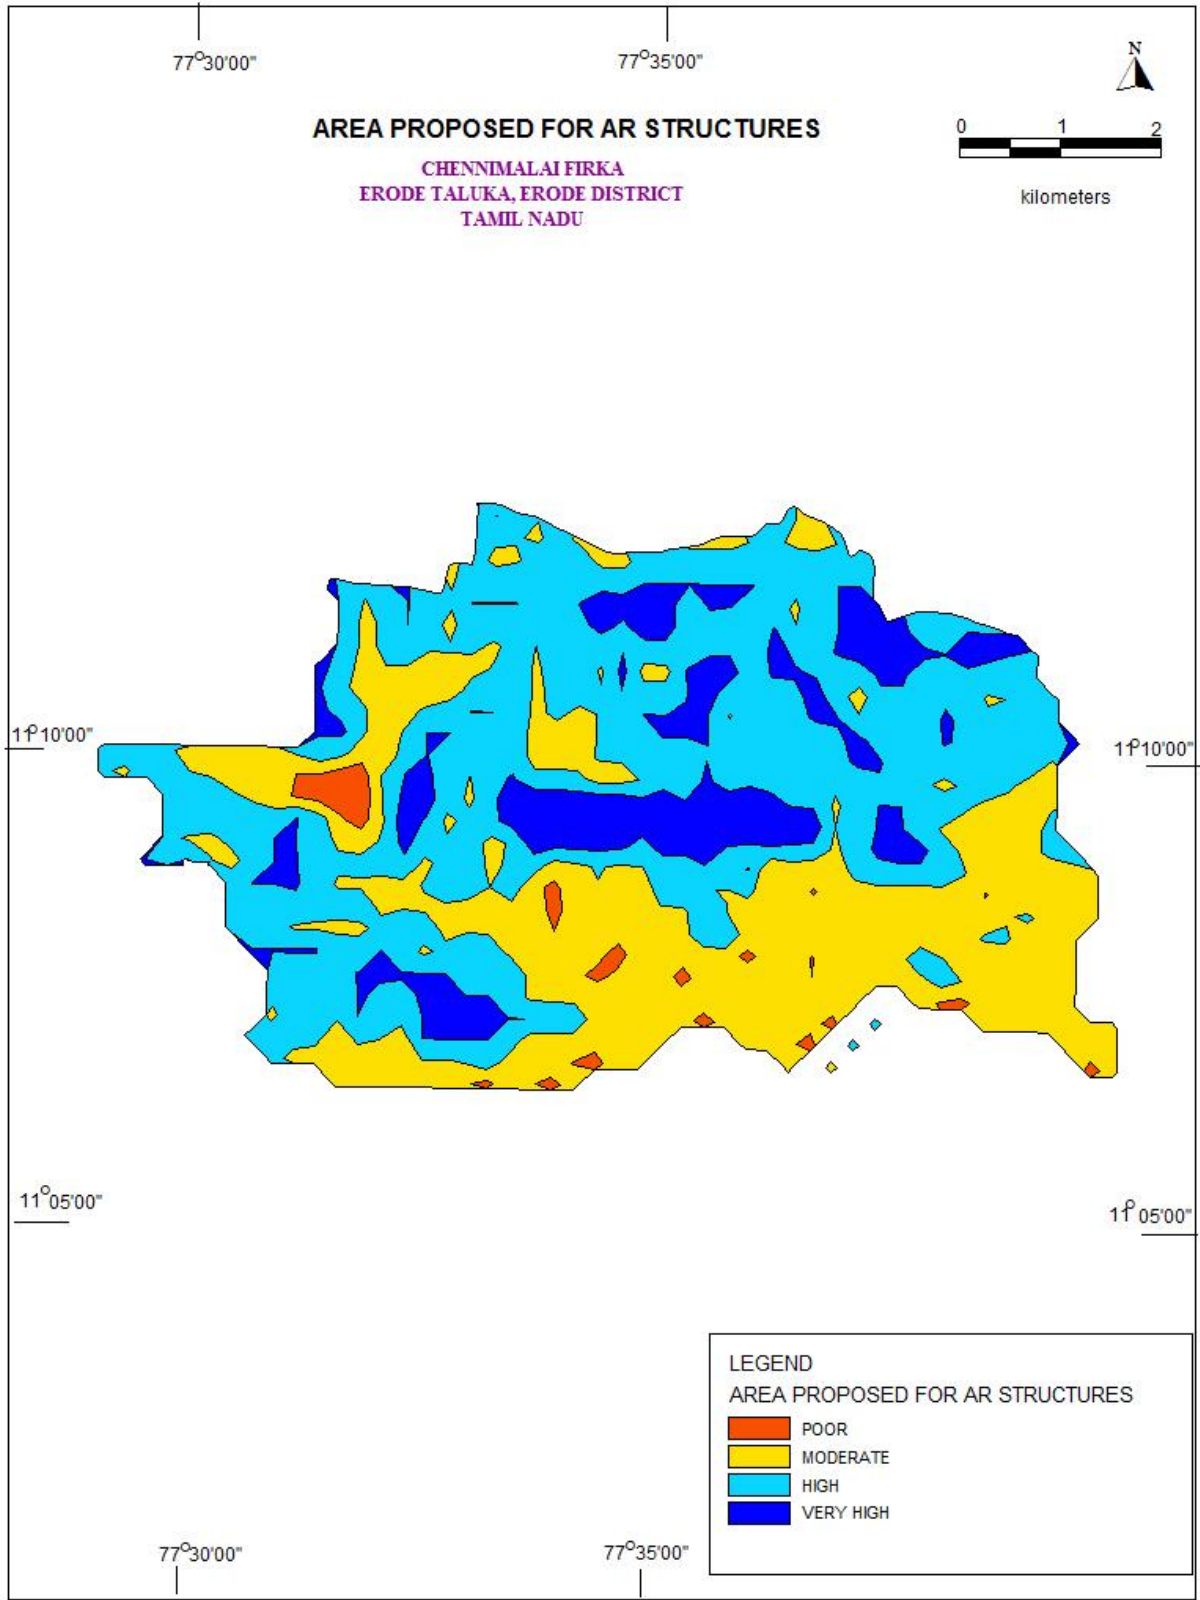 77°30'00"
77°35'00"
N
AREA PROPOSED FOR AR STRUCTURES
0 1 2
CHENNIMALAI FIRKA
ERODE TALUKA, ERODE DISTRICT
kilometers
TAMIL NADU
11°10'00"
11°10'00"
11°05'00"
11°05'00"
LEGEND
AREA PROPOSED FOR AR STRUCTURES
POOR
MODERATE
HIGH
VERY HIGH
77°30'00"
77°35'00"